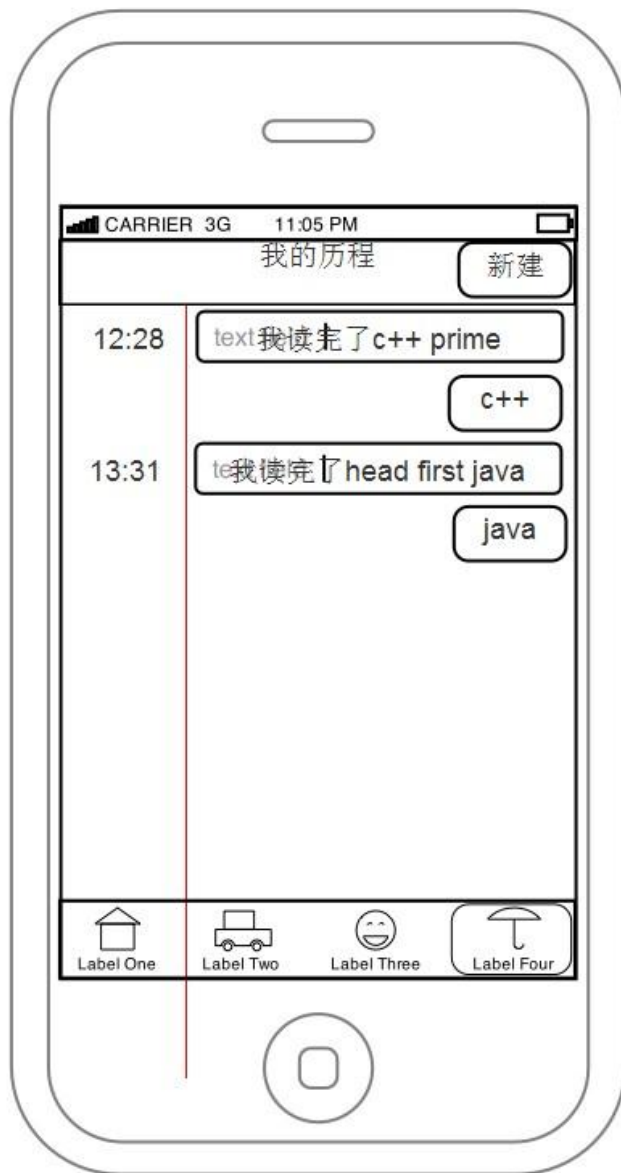 CARRIER 3G 11:05 PM
我的历程
新建
12:28
text 我读完了c++ prime
c++
13:31
我读完了head first java
java
Label One Label Two Label Three Label Four